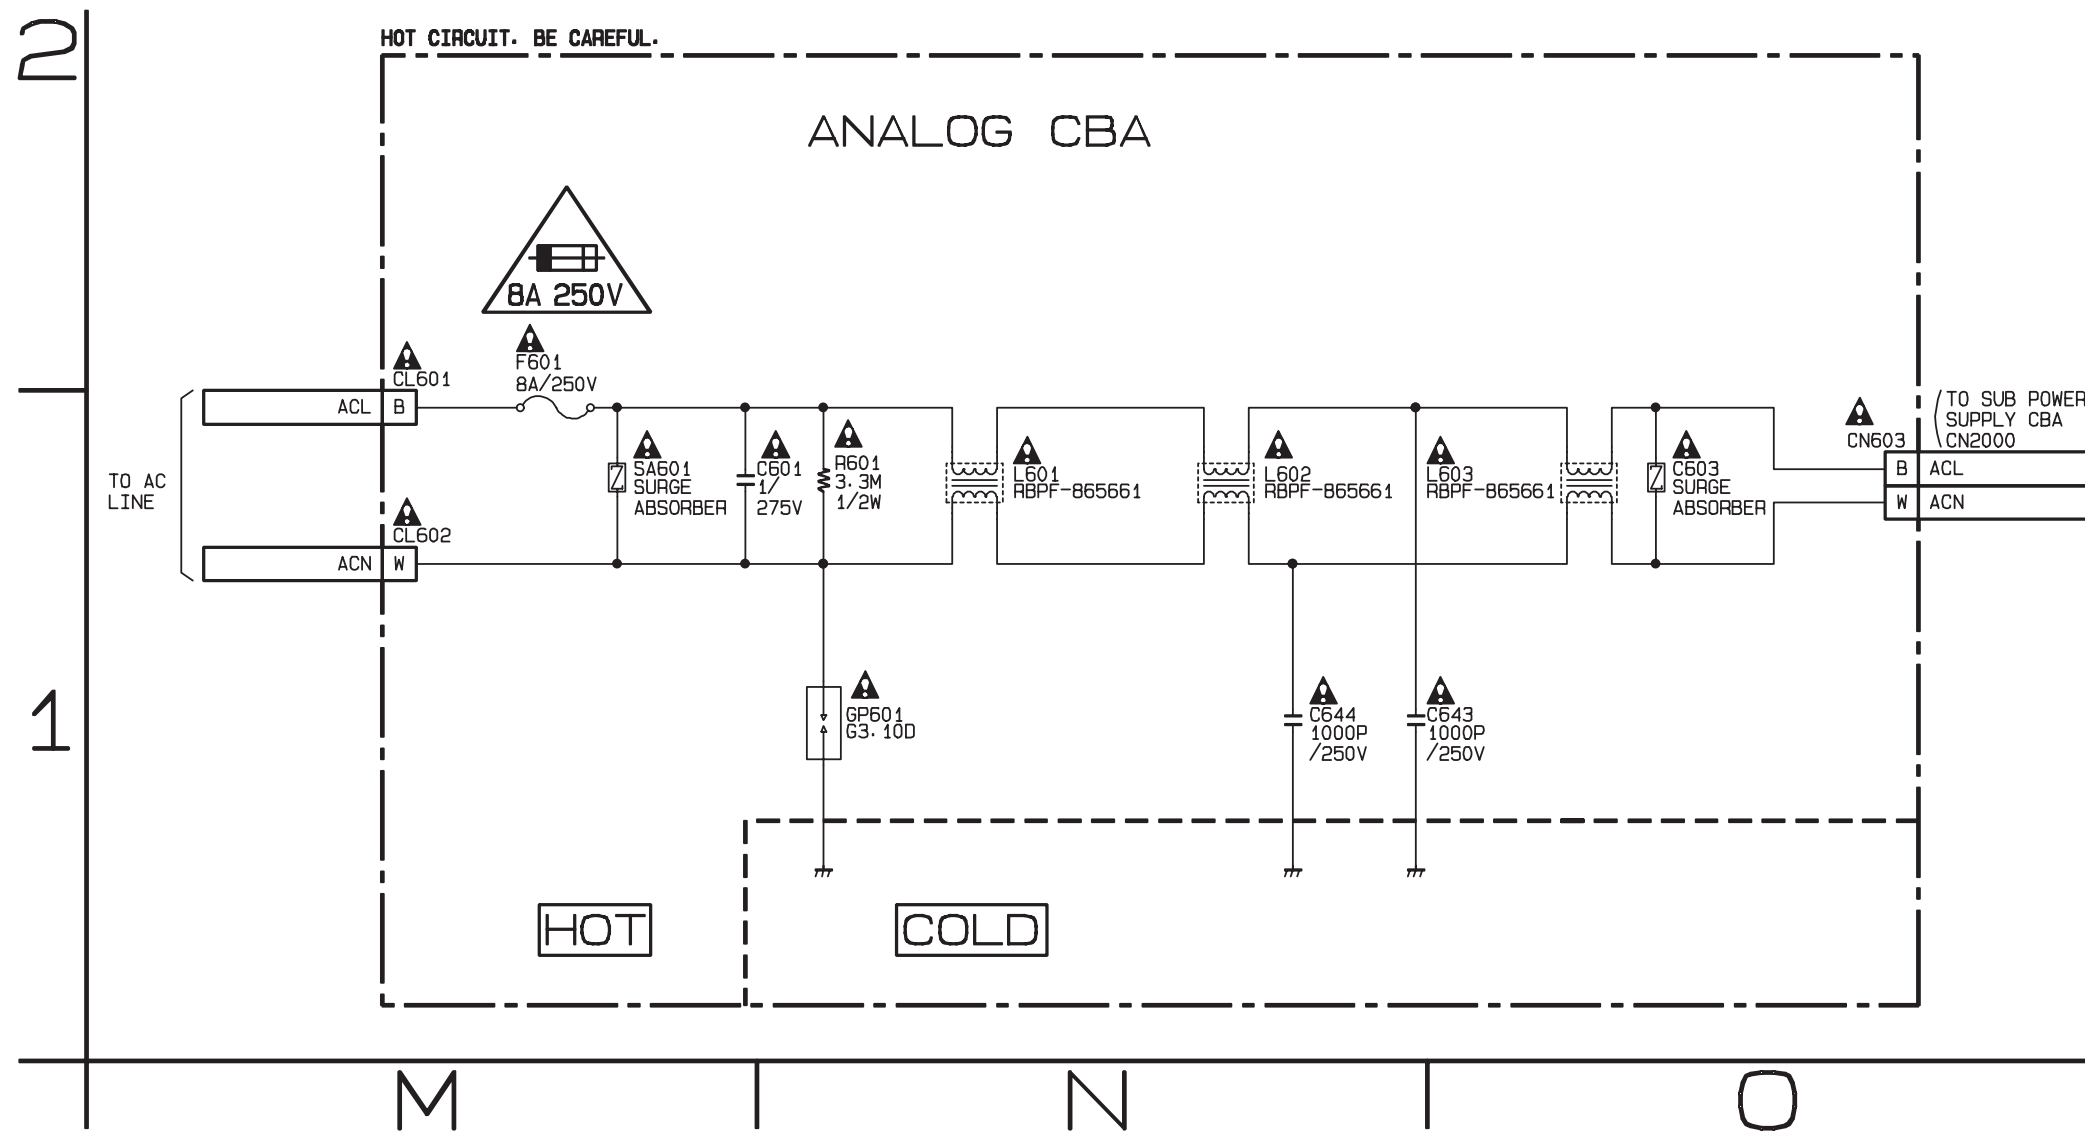 2
HOT CIRCUIT. BE CAREFUL.
ANALOG CBA
8A 250V
F601
8A/250V
CL601
ACL B
TO AC
LINE
CL602
ACN W
SA601
SURGE
ABSORBER
C601
1/
275V
R601
3.3M
1/2W
L601
RBPF-865661
L602
RBPF-865661
L603
RBPF-865661
C603
SURGE
ABSORBER
CN603
TO SUB POWER
SUPPLY CBA
CN2000
B ACL
W ACN
1
GP601
G3.10D
C644
1000P
/250V
C643
1000P
/250V
HOT
COLD
M
N
O